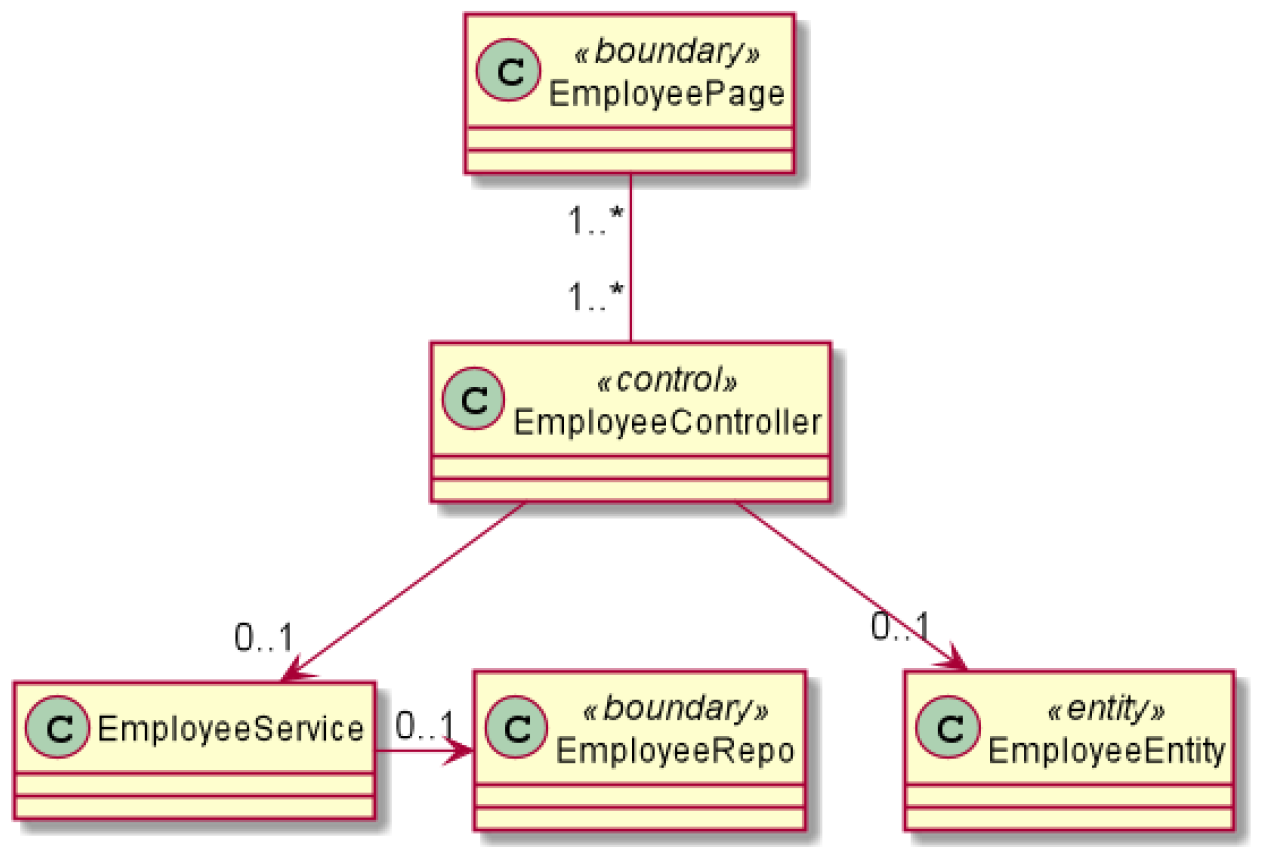 C
«boundary»
EmployeePage
1..*
1..*
C
«control»
EmployeeController
0..1
0..1
C
EmployeeService
0..1
C
«boundary»
EmployeeRepo
C
«entity»
EmployeeEntity